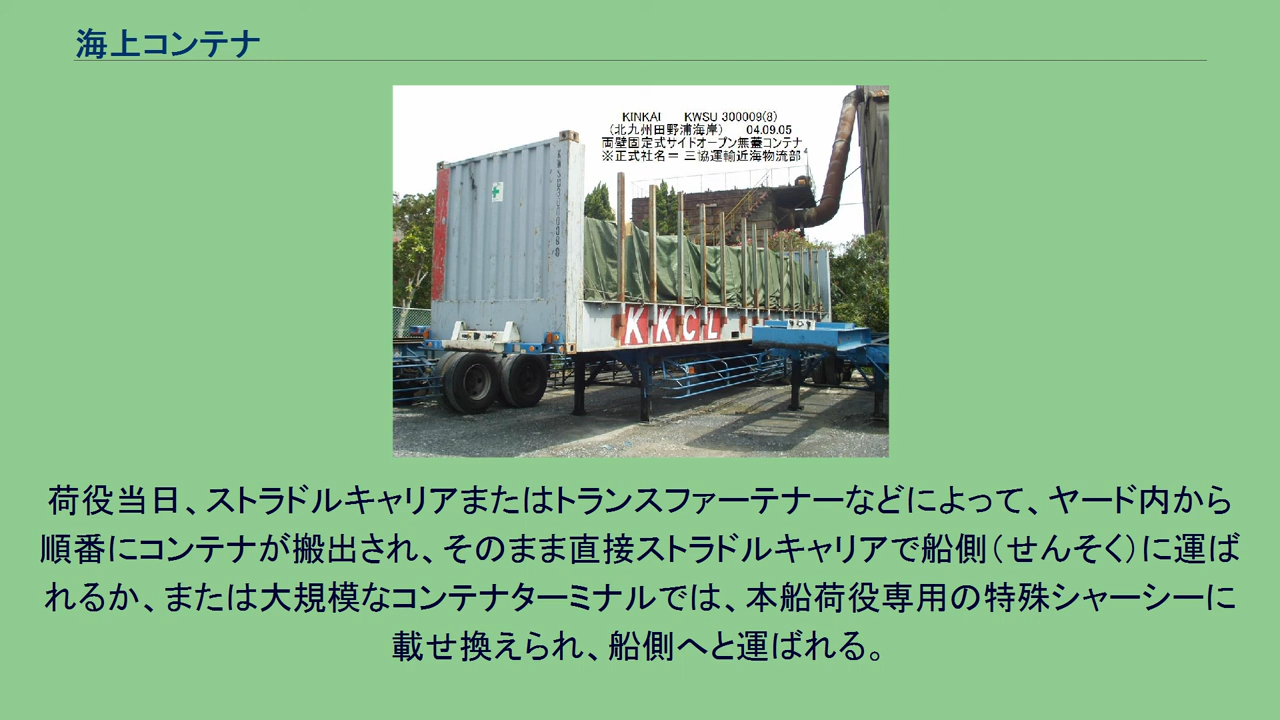 海上コンテナ
KINKAI KWSU 300009(8)
(北九州田野浦海岸) 04.09.05
両壁固定式サイドオープン無蓋コンテナ
※正式社名＝ 三協運輸近海物流部
KKCL
荷役当日、ストラドルキャリアまたはトランスファーテナーなどによって、ヤード内から
順番にコンテナが搬出され、そのまま直接ストラドルキャリアで船側（せんそく）に運ば
れるか、または大規模なコンテナターミナルでは、本船荷役専用の特殊シャーシーに
載せ換えられ、船側へと運ばれる。